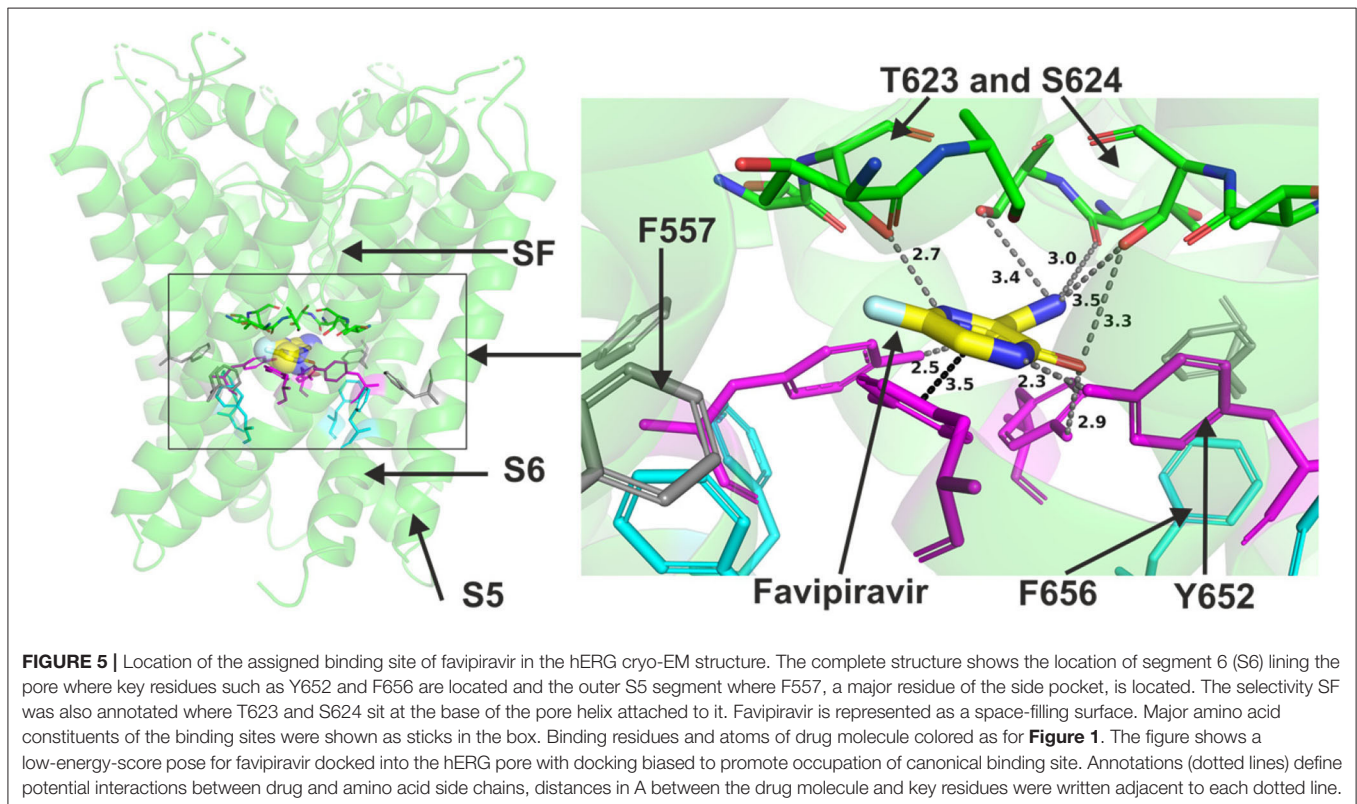 T623 and S624
F557
SF
2.7
3.0
3.4
3.5
3.3
2.5
3.5
2.3
2.9
S6
S5
Favipiravir
F656
Y652
FIGURE 5 | Location of the assigned binding site of favipiravir in the hERG cryo-EM structure. The complete structure shows the location of segment 6 (S6) lining the
pore where key residues such as Y652 and F656 are located and the outer S5 segment where F557, a major residue of the side pocket, is located. The selectivity SF
was also annotated where T623 and S624 sit at the base of the pore helix attached to it. Favipiravir is represented as a space-filling surface. Major amino acid
constituents of the binding sites were shown as sticks in the box. Binding residues and atoms of drug molecule colored as for Figure 1. The figure shows a
low-energy-score pose for favipiravir docked into the hERG pore with docking biased to promote occupation of canonical binding site. Annotations (dotted lines) define
potential interactions between drug and amino acid side chains, distances in A between the drug molecule and key residues were written adjacent to each dotted line.